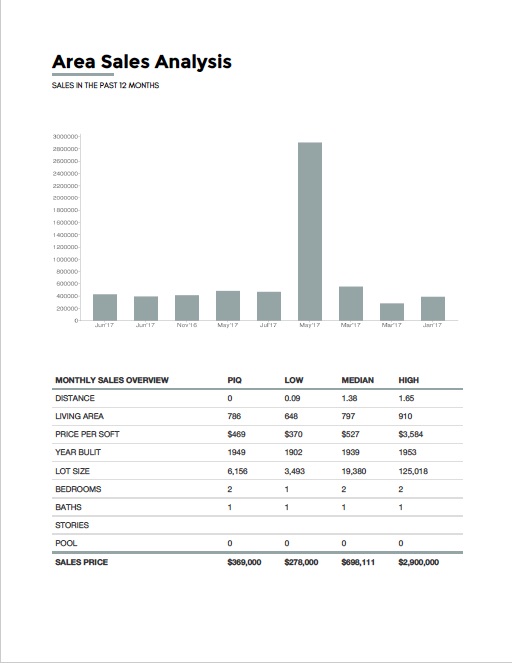 Area Sales Analysis
SALES IN THE PAST 12 MONTHS
3000000
2800000
2600000
2400000
2200000
2000000
1800000
1600000
1400000
1200000
1000000
800000
600000
400000
200000
0
Jun'17 Jun'17 Nov'16 May'17 Jul'17 May'17 Mar'17 Mar'17 Jan'17
MONTHLY SALES OVERVIEW PIQ LOW MEDIAN HIGH
DISTANCE 0 0.09 1.38 1.65
LIVING AREA 786 648 797 910
PRICE PER SOFT $469 $370 $527 $3,584
YEAR BULIT 1949 1902 1939 1953
LOT SIZE 6,156 3,493 19,380 125,018
BEDROOMS 2 1 2 2
BATHS 1 1 1 1
STORIES
POOL 0 0 0 0
SALES PRICE $369,000 $278,000 $698,111 $2,900,000